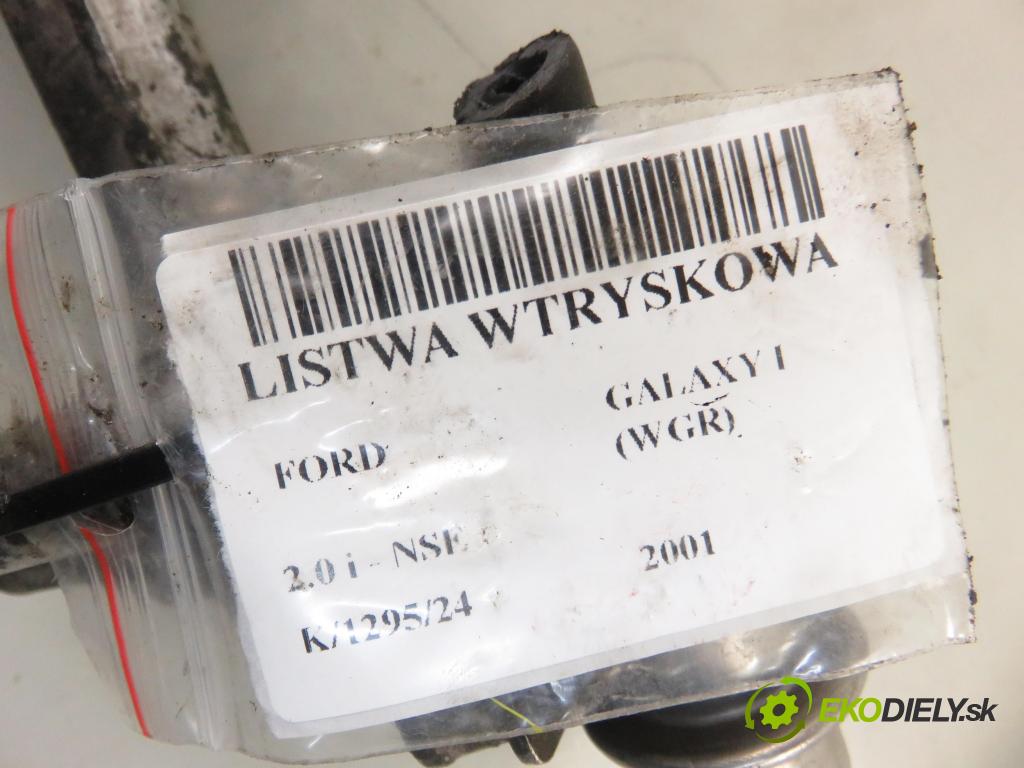 LISTWA WTRYSKOWA
FORD
GALAXY I
(WGR)
2.0 i - NSE
2001
K/1295/24
EKODIELY.sk